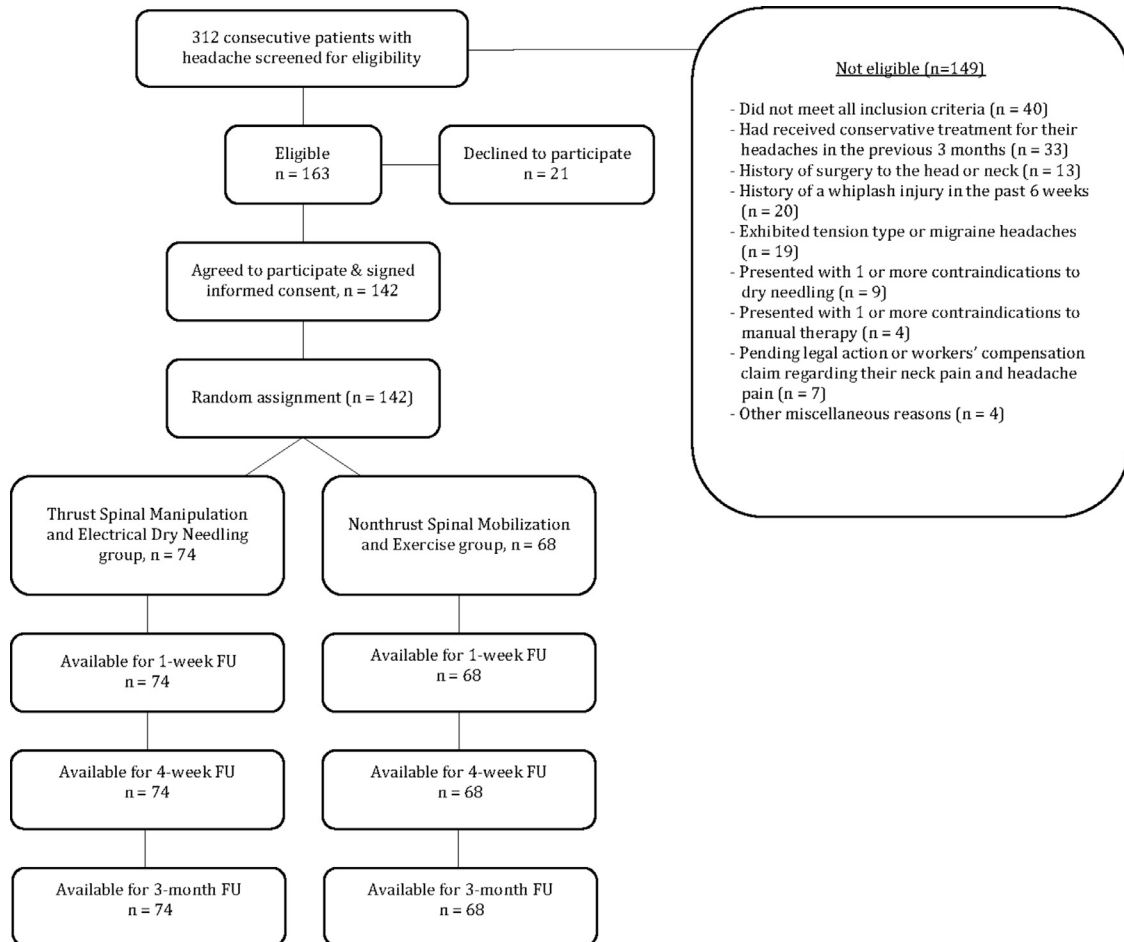 312 consecutive patients with
headache screened for eligibility
Not eligible (n=149)
- Did not meet all inclusion criteria (n = 40)
- Had received conservative treatment for their
headaches in the previous 3 months (n = 33)
- History of surgery to the head or neck (n = 13)
- History of a whiplash injury in the past 6 weeks
(n = 20)
- Exhibited tension type or migraine headaches
(n = 19)
- Presented with 1 or more contraindications to
dry needling (n = 9)
- Presented with 1 or more contraindications to
manual therapy (n = 4)
- Pending legal action or workers’ compensation
claim regarding their neck pain and headache
pain (n = 7)
- Other miscellaneous reasons (n = 4)
Eligible
n = 163
Declined to participate
n = 21
Agreed to participate & signed
informed consent, n = 142
Random assignment (n = 142)
Thrust Spinal Manipulation
and Electrical Dry Needling
group, n = 74
Nonthrust Spinal Mobilization
and Exercise group, n = 68
Available for 1-week FU
n = 74
Available for 1-week FU
n = 68
Available for 4-week FU
n = 74
Available for 4-week FU
n = 68
Available for 3-month FU
n = 74
Available for 3-month FU
n = 68